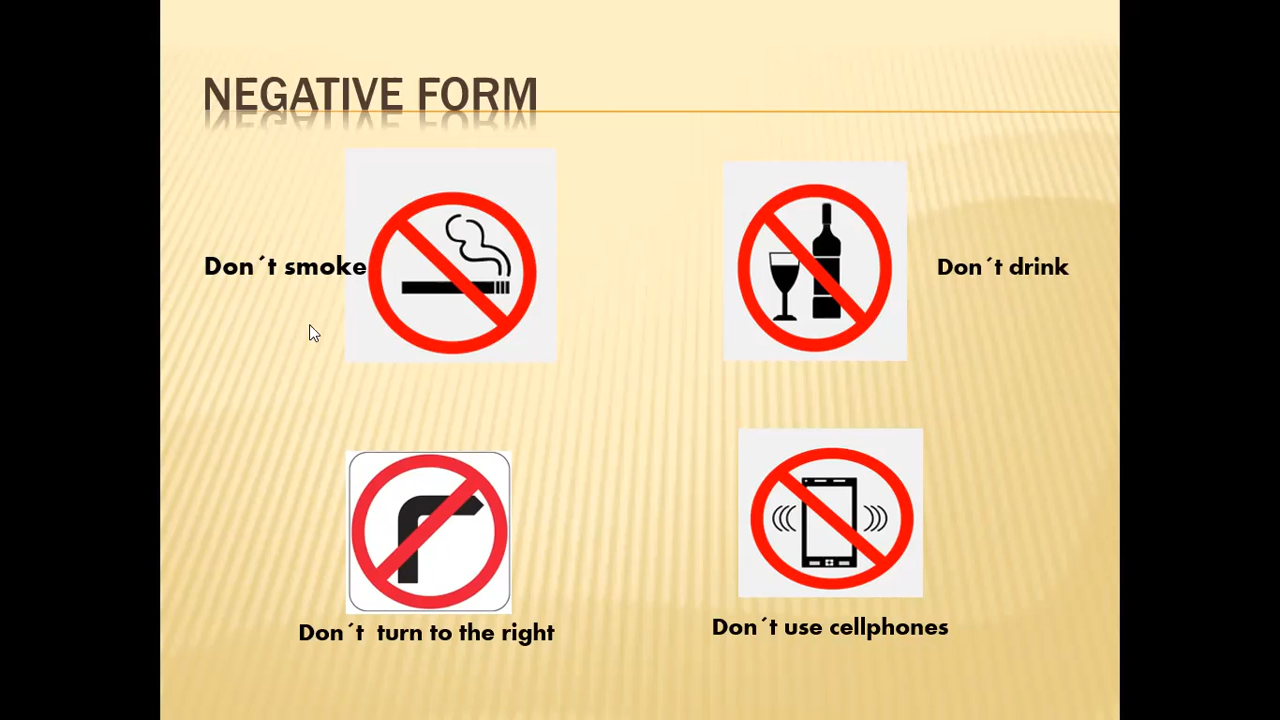 NEGATIVE FORM
Don´t smoke
Don´t drink
Don´t  turn to the right
Don´t use cellphones